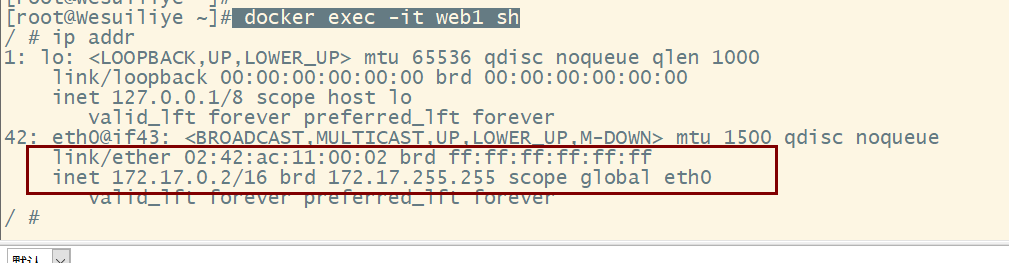 [root@Wesuiliye ~]#
[root@Wesuiliye ~]# docker exec -it web1 sh
/ # ip addr
1: lo: <LOOPBACK,UP,LOWER_UP> mtu 65536 qdisc noqueue qlen 1000
    link/loopback 00:00:00:00:00:00 brd 00:00:00:00:00:00
    inet 127.0.0.1/8 scope host lo
       valid_lft forever preferred_lft forever
42: eth0@if43: <BROADCAST,MULTICAST,UP,LOWER_UP,M-DOWN> mtu 1500 qdisc noqueue
    link/ether 02:42:ac:11:00:02 brd ff:ff:ff:ff:ff:ff
    inet 172.17.0.2/16 brd 172.17.255.255 scope global eth0
       valid_lft forever preferred_lft forever
/ #
默认